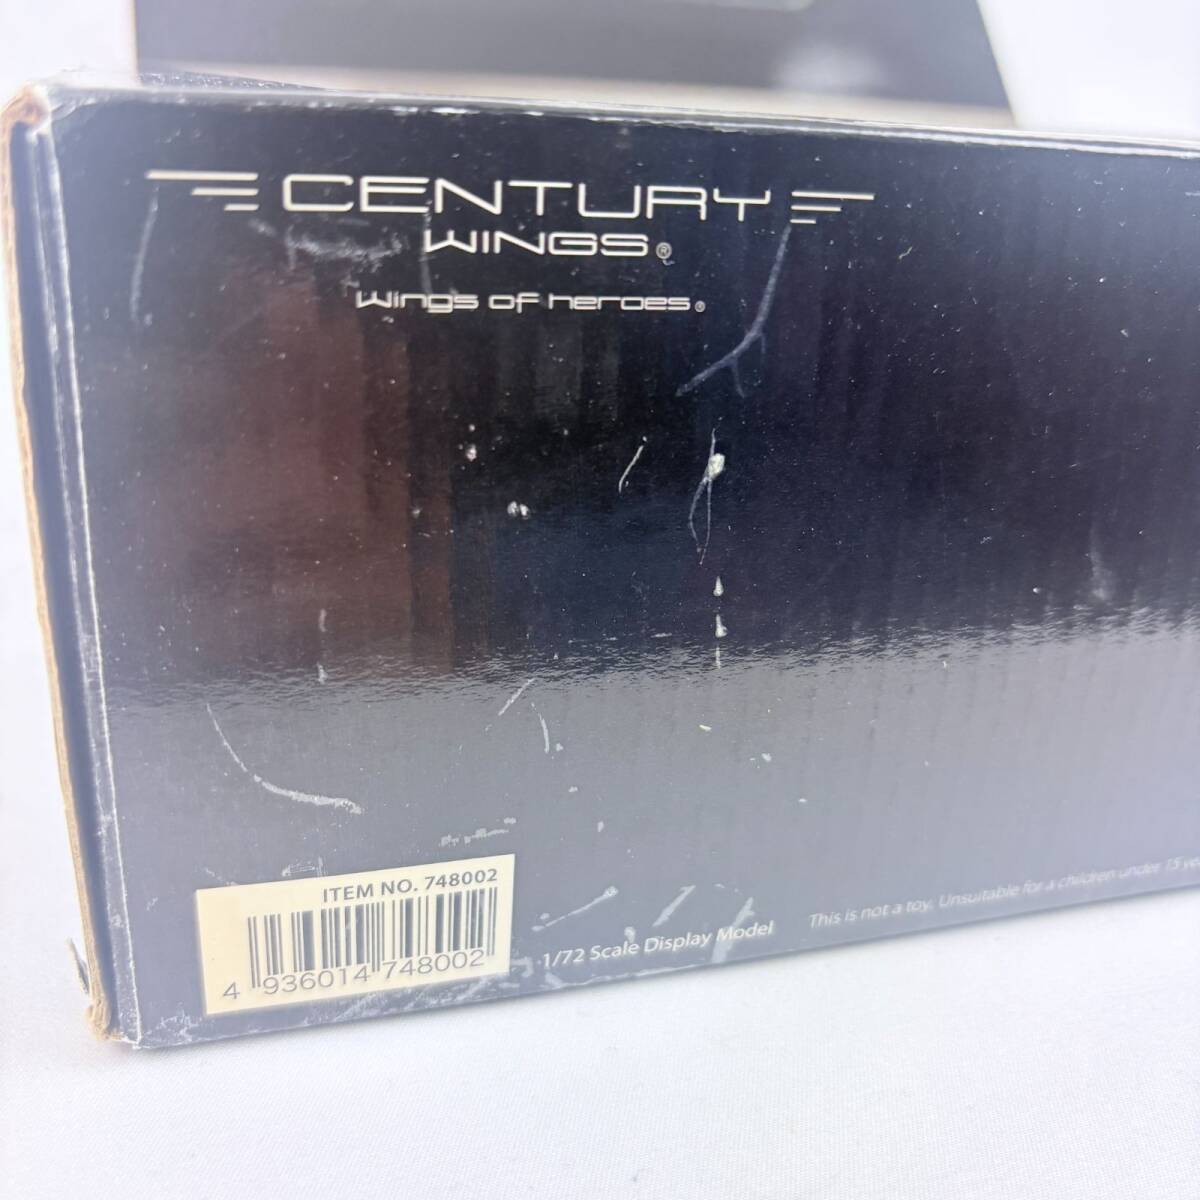 CENTURY
WINGS®
Wings of heroes®
ITEM NO. 748002
4 936014 748002
1/72 Scale Display Model
This is not a toy. Unsuitable for a children under 15 ye